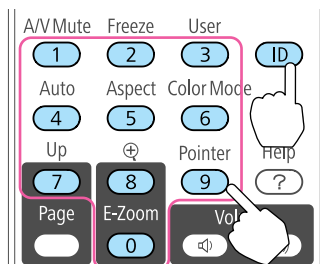 A/V Mute Freeze User
1 2 3 ID
Auto Aspect Color Mode
4 5 6
Up Pointer Help
7 8 9 ?
Page E-Zoom Vol
0